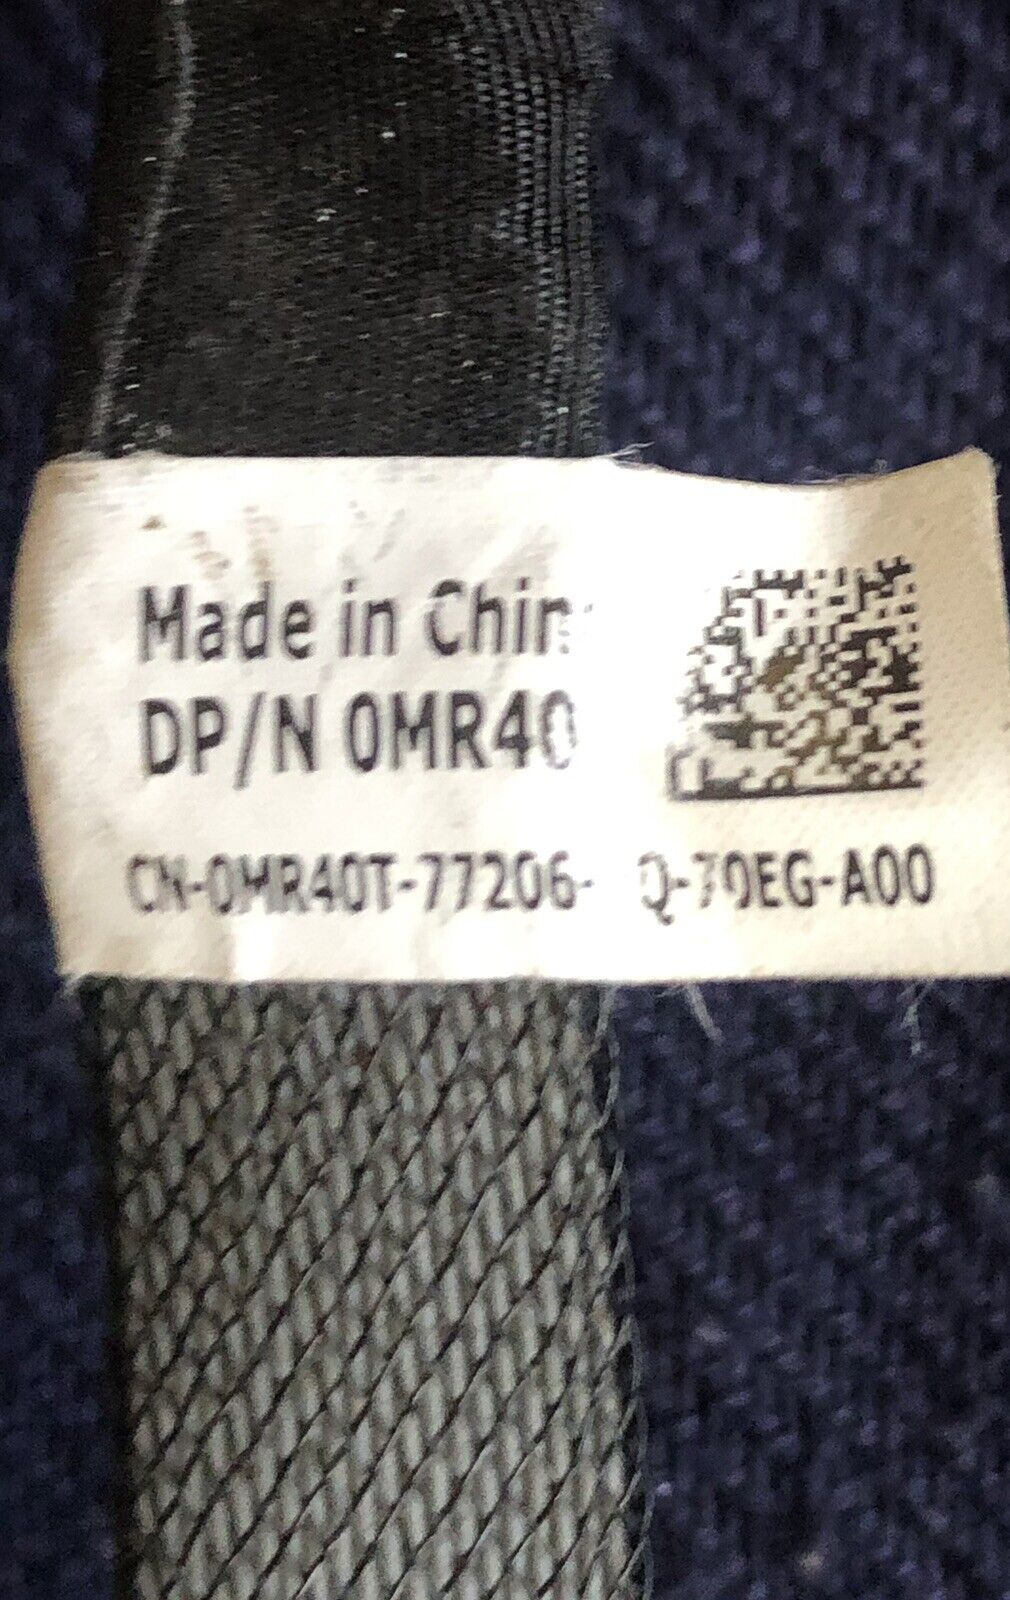 Made in Chin
DP/N 0MR40
CN-0MR40T-77206- Q-70EG-A00